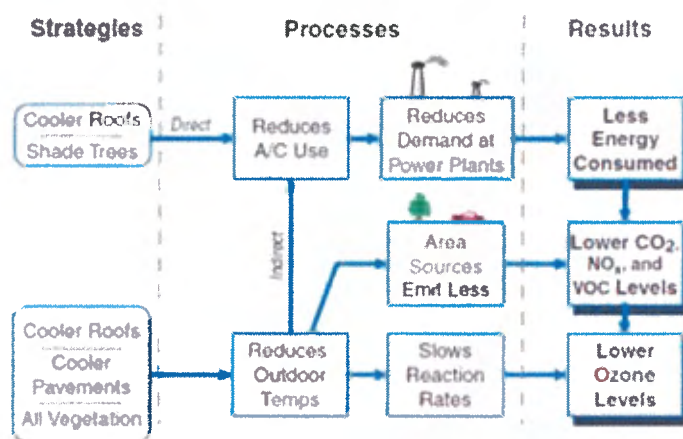 Strategies
Processes
Results
Cooler Roofs
Shade Trees
Direct
Reduces
A/C Use
Reduces
Demand at
Power Plants
Less
Energy
Consumed
Indirect
Area
Sources
Emit Less
Lower CO₂,
NOₓ, and
VOC Levels
Cooler Roofs
Cooler
Pavements
All Vegetation
Reduces
Outdoor
Temps
Slows
Reaction
Rates
Lower
Ozone
Levels